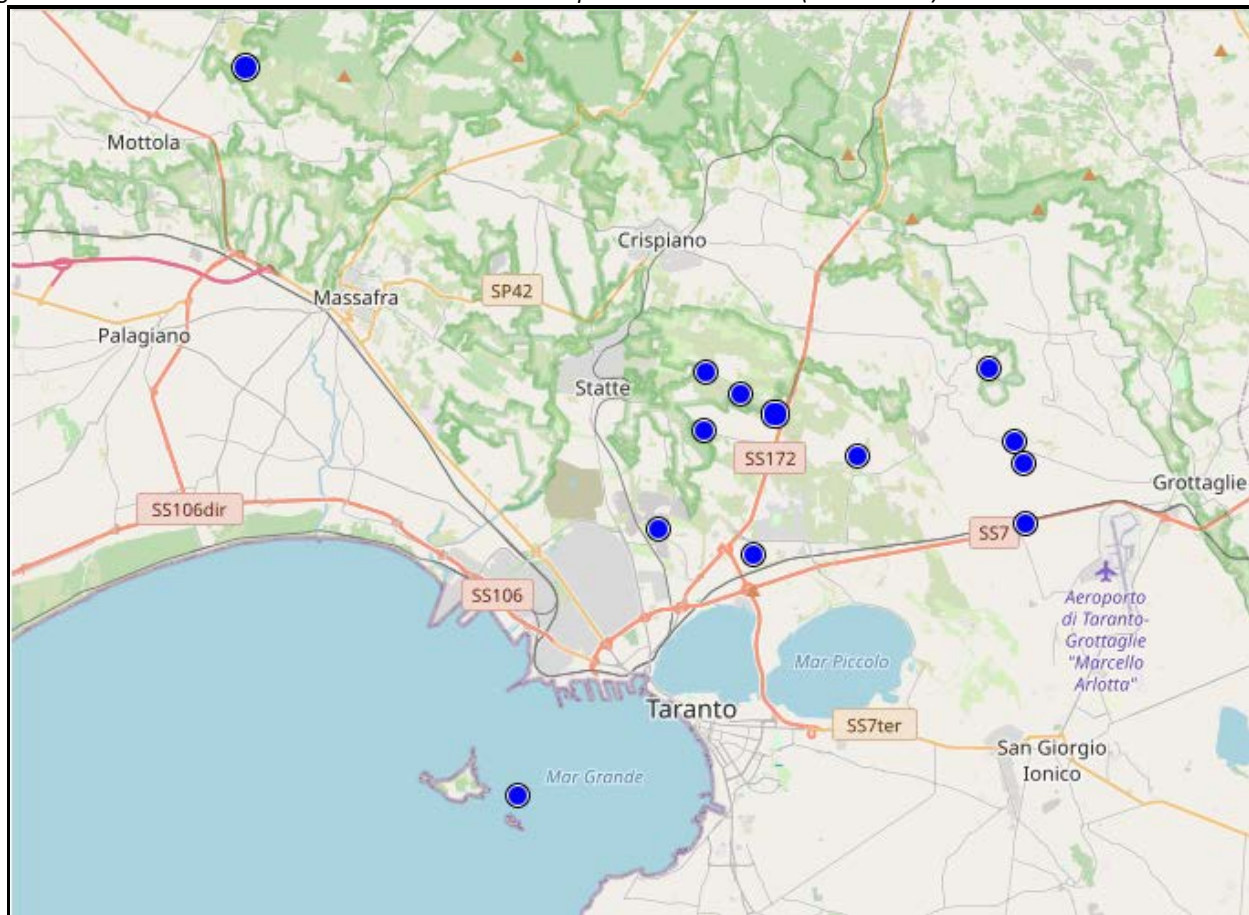 Mottola
Crispiano
SP42
Massafra
Palagiano
Statte
SS172
Grottaglie
SS106dir
SS7
SS106
Aeroporto
di Taranto-
Grottaglie
"Marcello
Arlotta"
Mar Piccolo
Taranto
SS7ter
San Giorgio
Ionico
Mar Grande